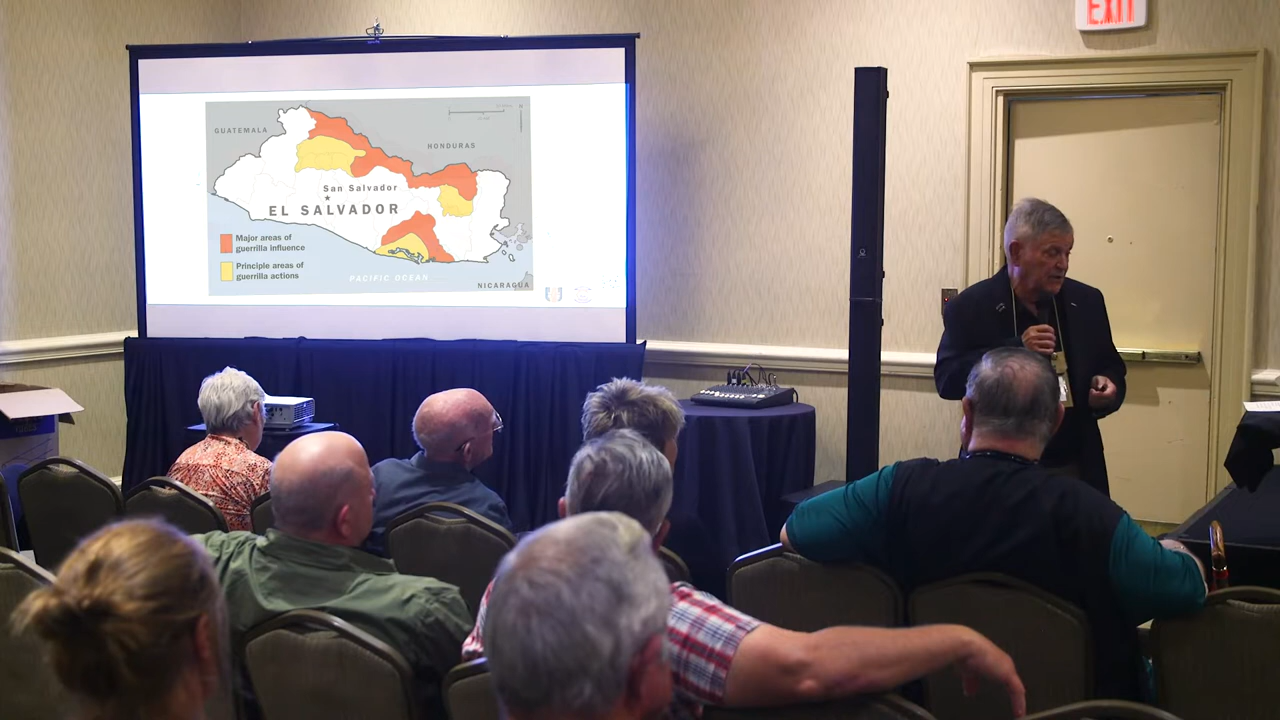 EXIT
GUATEMALA
HONDURAS
San Salvador
EL SALVADOR
Major areas of
guerrilla influence
Principle areas of
guerrilla actions
PACIFIC OCEAN
NICARAGUA